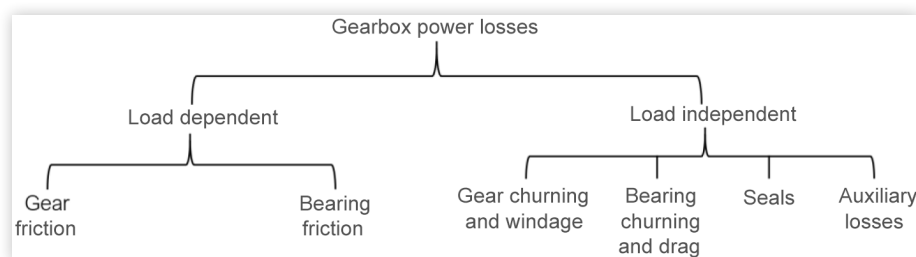 Gearbox power losses
Load dependent
Load independent
Gear
friction
Bearing
friction
Gear churning
and windage
Bearing
churning
and drag
Seals
Auxiliary
losses